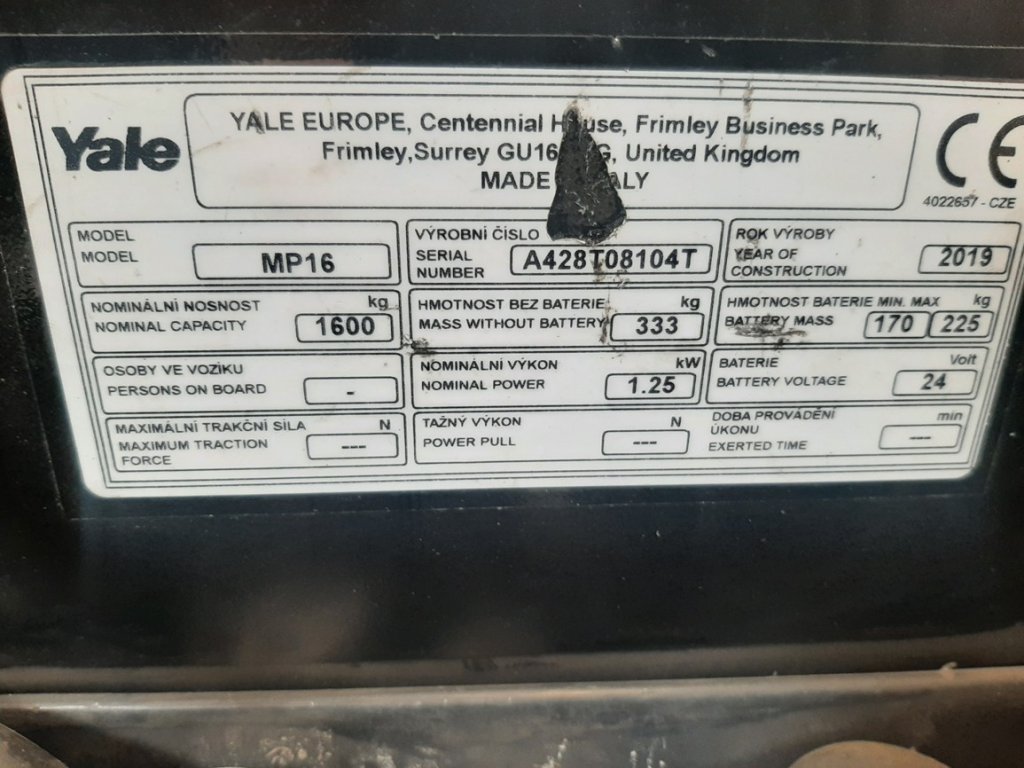 Yale
YALE EUROPE, Centennial House, Frimley Business Park,
Frimley,Surrey United Kingdom
MADE
CE
4022657 - CZE
MODEL
MODEL
MP16
VÝROBNÍ ČÍSLO
SERIAL
NUMBER
A428T08104T
ROK VÝROBY
YEAR OF
CONSTRUCTION
2019
NOMINÁLNÍ NOSNOST kg
NOMINAL CAPACITY 1600
HMOTNOST BEZ BATERIE kg
MASS WITHOUT BATTERY 333
HMOTNOST BATERIE MIN. MAX kg
BATTERY MASS 170 225
OSOBY VE VOZÍKU
PERSONS ON BOARD -
NOMINÁLNÍ VÝKON kW
NOMINAL POWER 1.25
BATERIE Volt
BATTERY VOLTAGE 24
MAXIMÁLNÍ TRAKČNÍ SÍLA N
MAXIMUM TRACTION
FORCE
---
TAŽNÝ VÝKON N
POWER PULL ---
DOBA PROVÁDĚNÍ min
ÚKONU
EXERTED TIME ---